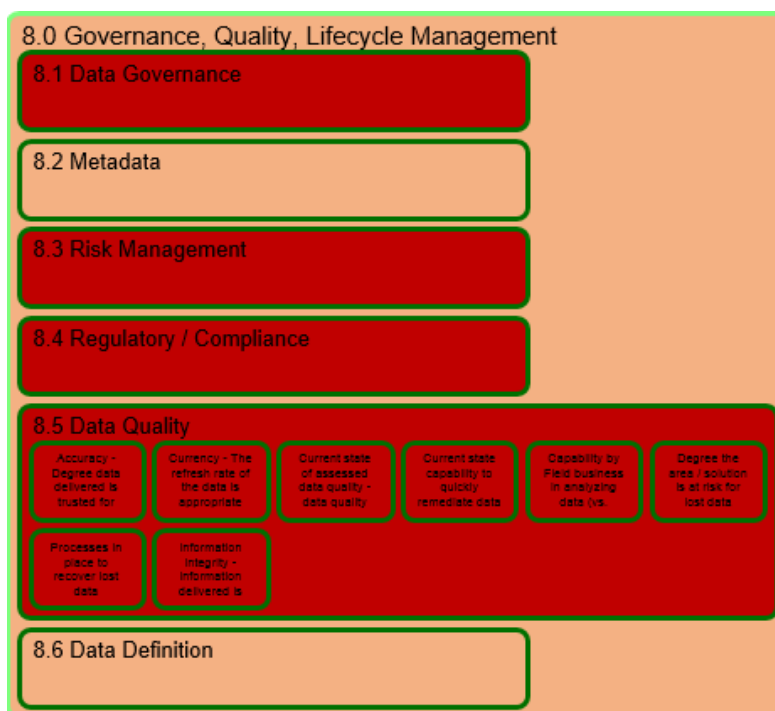 8.0 Governance, Quality, Lifecycle Management
8.1 Data Governance
8.2 Metadata
8.3 Risk Management
8.4 Regulatory / Compliance
8.5 Data Quality
Accuracy -
Degree data
delivered is
trusted for
Currency - The
refresh rate of
the data is
appropriate
Current state
of assessed
data quality -
data quality
Current state
capability to
quickly
remediate data
Capability by
Field business
in analyzing
data (vs.
Degree the
area / solution
is at risk for
lost data
Processes in
place to
recover lost
data
Information
Integrity -
Information
delivered is
8.6 Data Definition